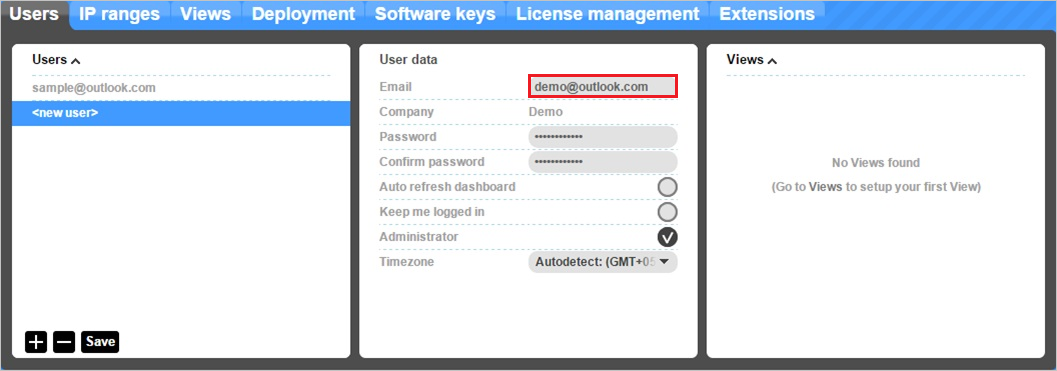 Users IP ranges Views Deployment Software keys License management Extensions
Users
sample@outlook.com
<new user>
+ − Save
User data
Email demo@outlook.com
Company Demo
Password ••••••••••••
Confirm password ••••••••••••
Auto refresh dashboard
Keep me logged in
Administrator
Timezone Autodetect: (GMT+05
Views
No Views found
(Go to Views to setup your first View)